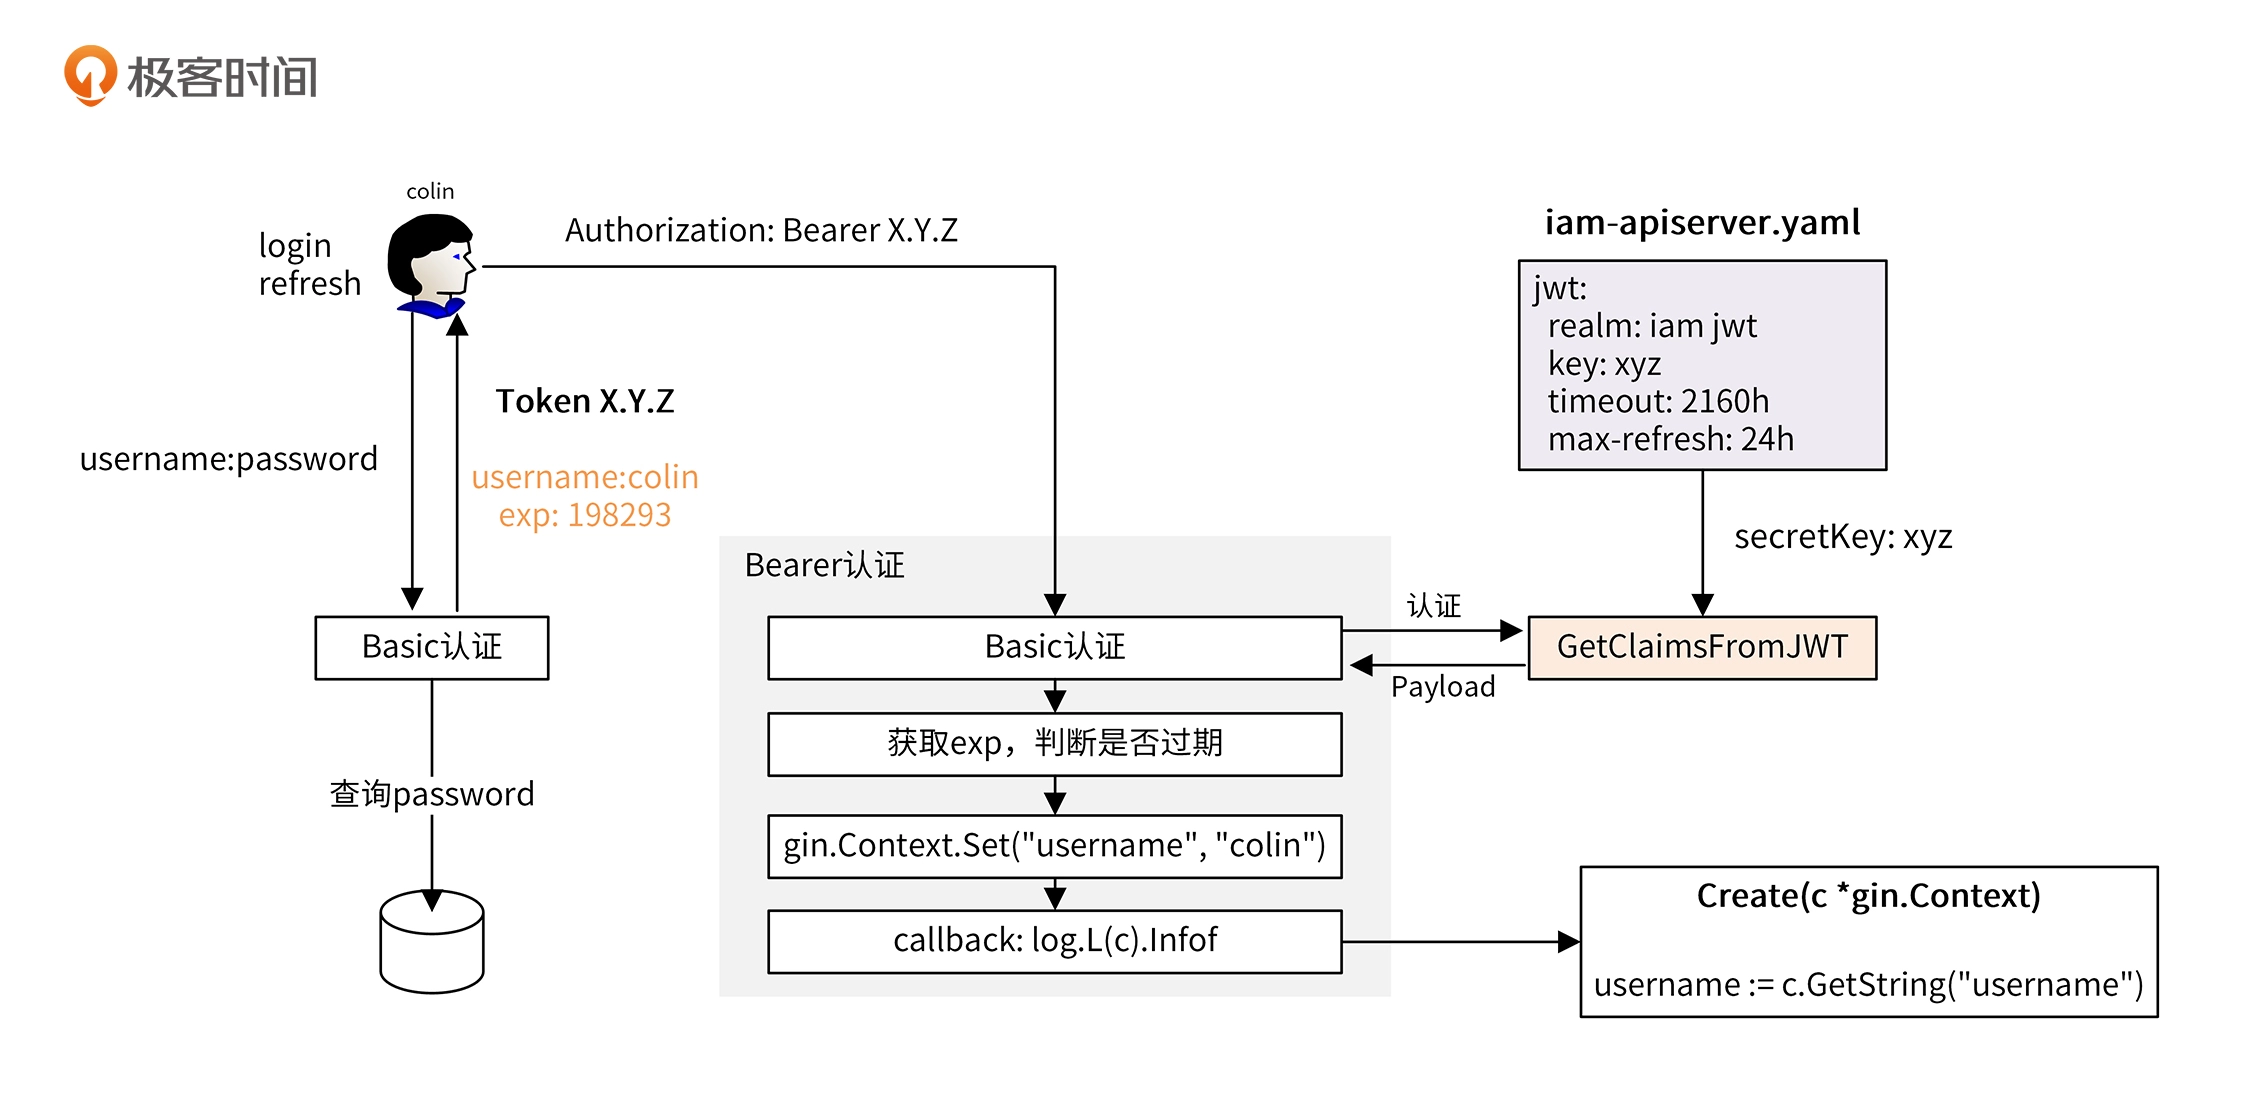 极客时间
colin
login
refresh
Authorization: Bearer X.Y.Z
iam-apiserver.yaml
jwt:
realm: iam jwt
key: xyz
timeout: 2160h
max-refresh: 24h
Token X.Y.Z
username:password
username:colin
exp: 198293
secretKey: xyz
Bearer认证
认证
Basic认证
Basic认证
GetClaimsFromJWT
Payload
获取exp，判断是否过期
查询password
gin.Context.Set("username", "colin")
callback: log.L(c).Infof
Create(c *gin.Context)
username := c.GetString("username")